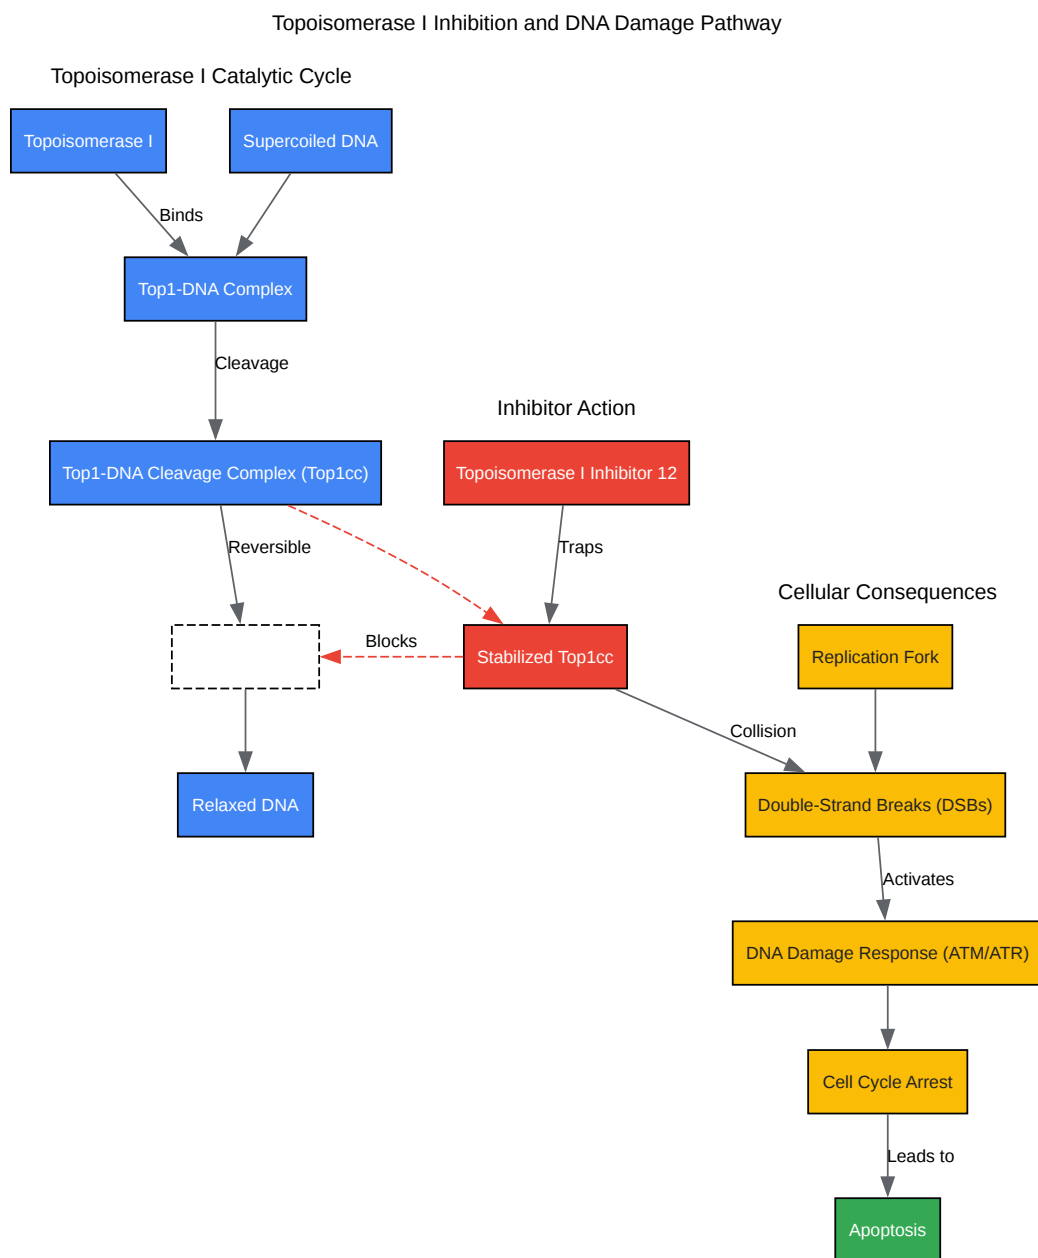 Topoisomerase I Inhibition and DNA Damage Pathway
Topoisomerase I Catalytic Cycle
Topoisomerase I
Supercoiled DNA
Binds
Top1-DNA Complex
Cleavage
Inhibitor Action
Top1-DNA Cleavage Complex (Top1cc)
Topoisomerase I Inhibitor 12
Reversible
Traps
Cellular Consequences
Blocks
Stabilized Top1cc
Replication Fork
Collision
Relaxed DNA
Double-Strand Breaks (DSBs)
Activates
DNA Damage Response (ATM/ATR)
Cell Cycle Arrest
Leads to
Apoptosis